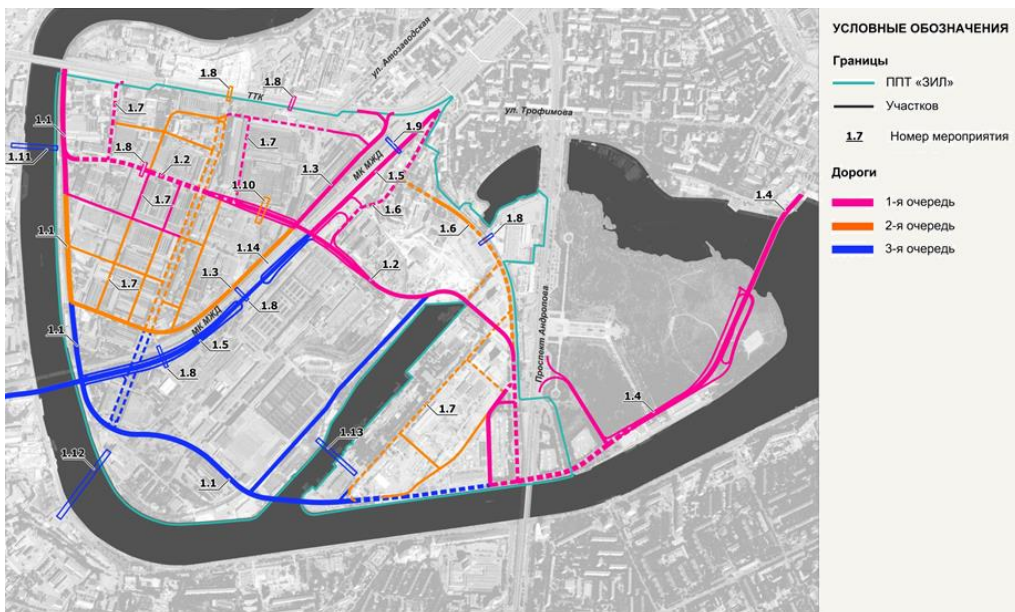 УСЛОВНЫЕ ОБОЗНАЧЕНИЯ
Границы
ППТ «ЗИЛ»
Участков
1.7 Номер мероприятия
Дороги
1-я очередь
2-я очередь
3-я очередь
ул. Автозаводская
1.8
1.8
ТТК
1.7
ул. Трофимова
1.1
1.9
1.8
1.7
МК МЖД
1.11
1.2
1.3
1.5
1.7
1.10
1.6
1.4
1.6
1.8
1.1
1.14
1.2
1.7
1.3
1.8
МК МЖД
Проспект Андропова
1.1
1.5
1.8
1.4
1.7
1.13
1.12
1.1